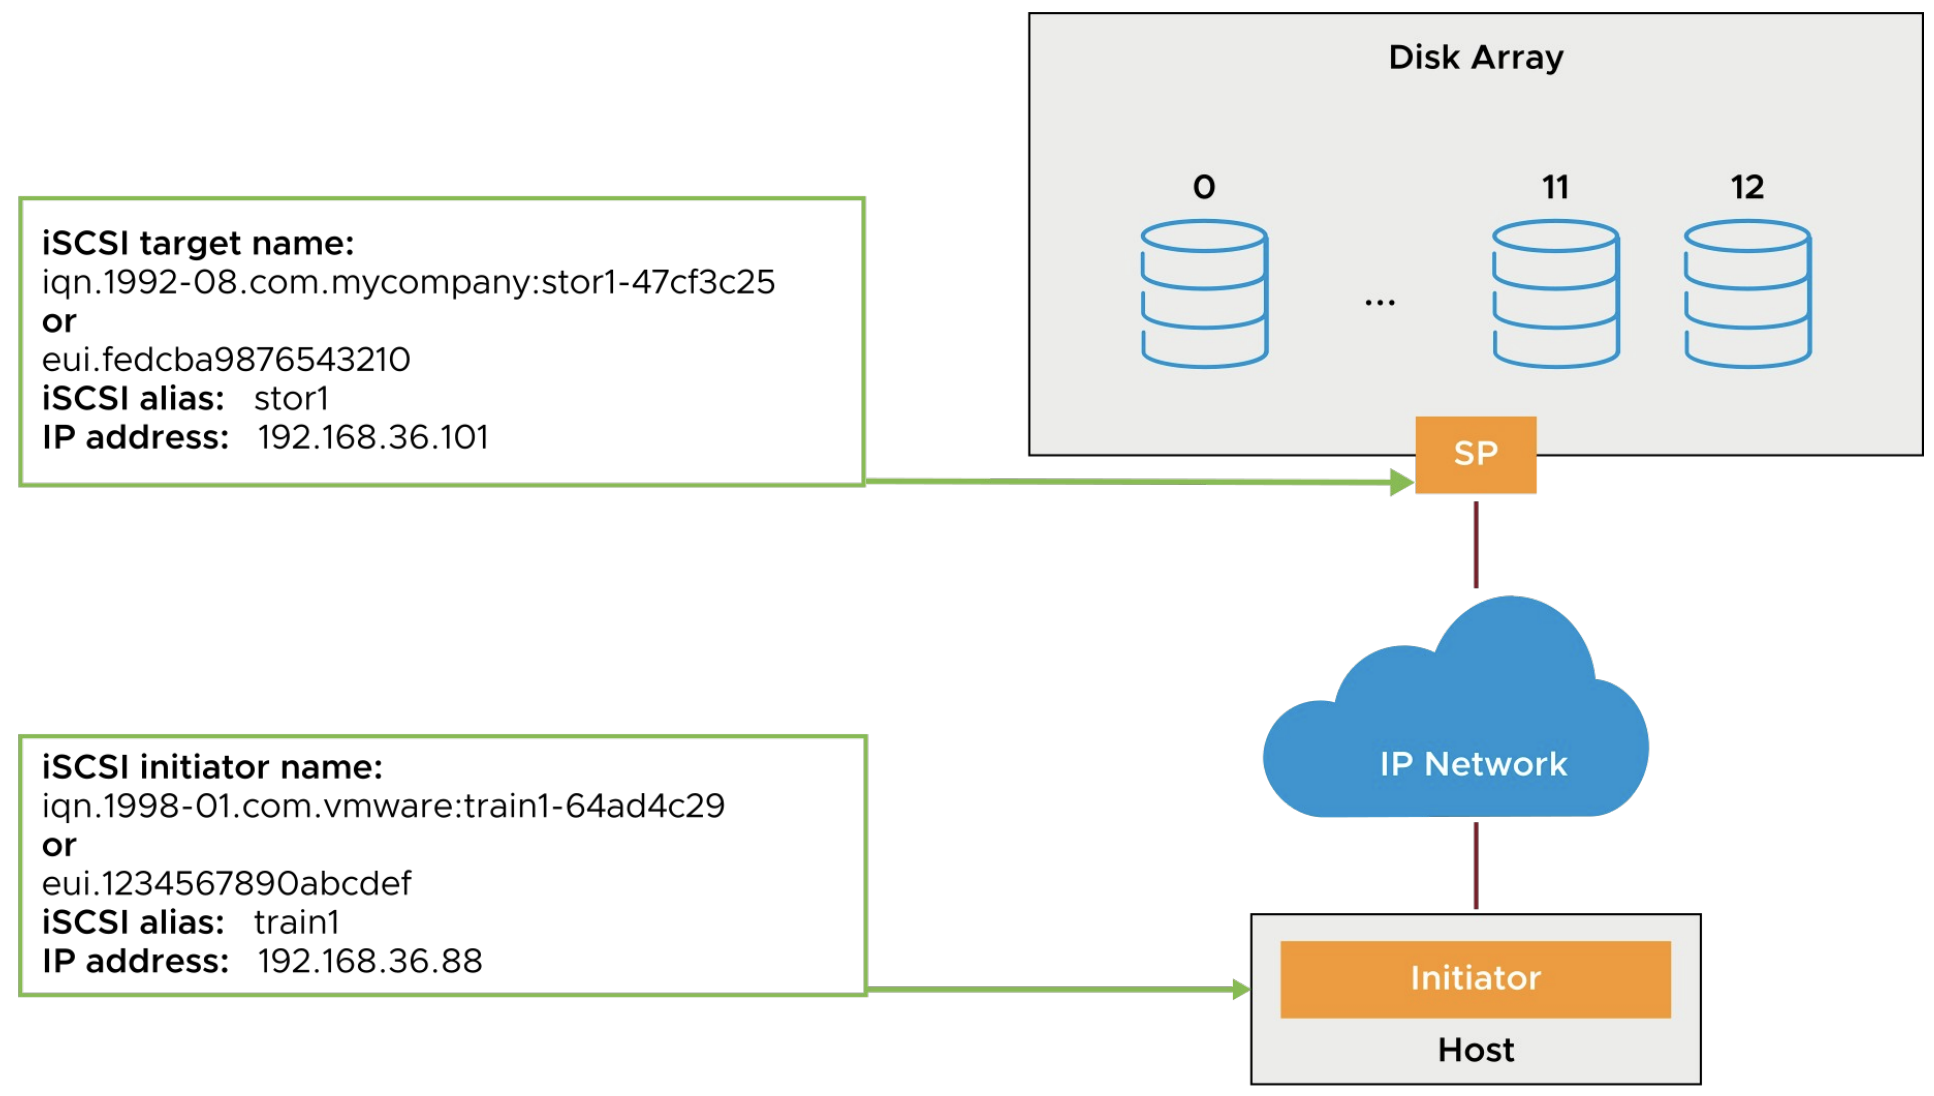 Disk Array
0
11
12
...
iSCSI target name:
iqn.1992-08.com.mycompany:stor1-47cf3c25
or
eui.fedcba9876543210
iSCSI alias: stor1
IP address: 192.168.36.101
SP
IP Network
iSCSI initiator name:
iqn.1998-01.com.vmware:train1-64ad4c29
or
eui.1234567890abcdef
iSCSI alias: train1
IP address: 192.168.36.88
Initiator
Host